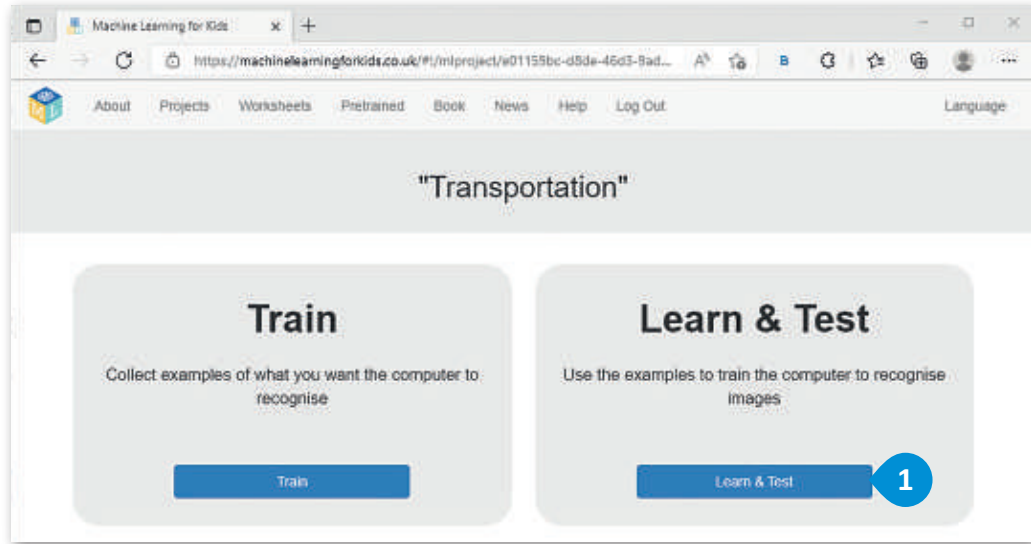 Machine Learning for Kids
https://machinelearningforkids.co.uk/#!/mlproject/e01155bc-d8de-46d3-9ad...
About Projects Worksheets Pretrained Book News Help Log Out Language
"Transportation"
Train
Collect examples of what you want the computer to
recognise
Train
Learn & Test
Use the examples to train the computer to recognise
images
Learn & Test
1